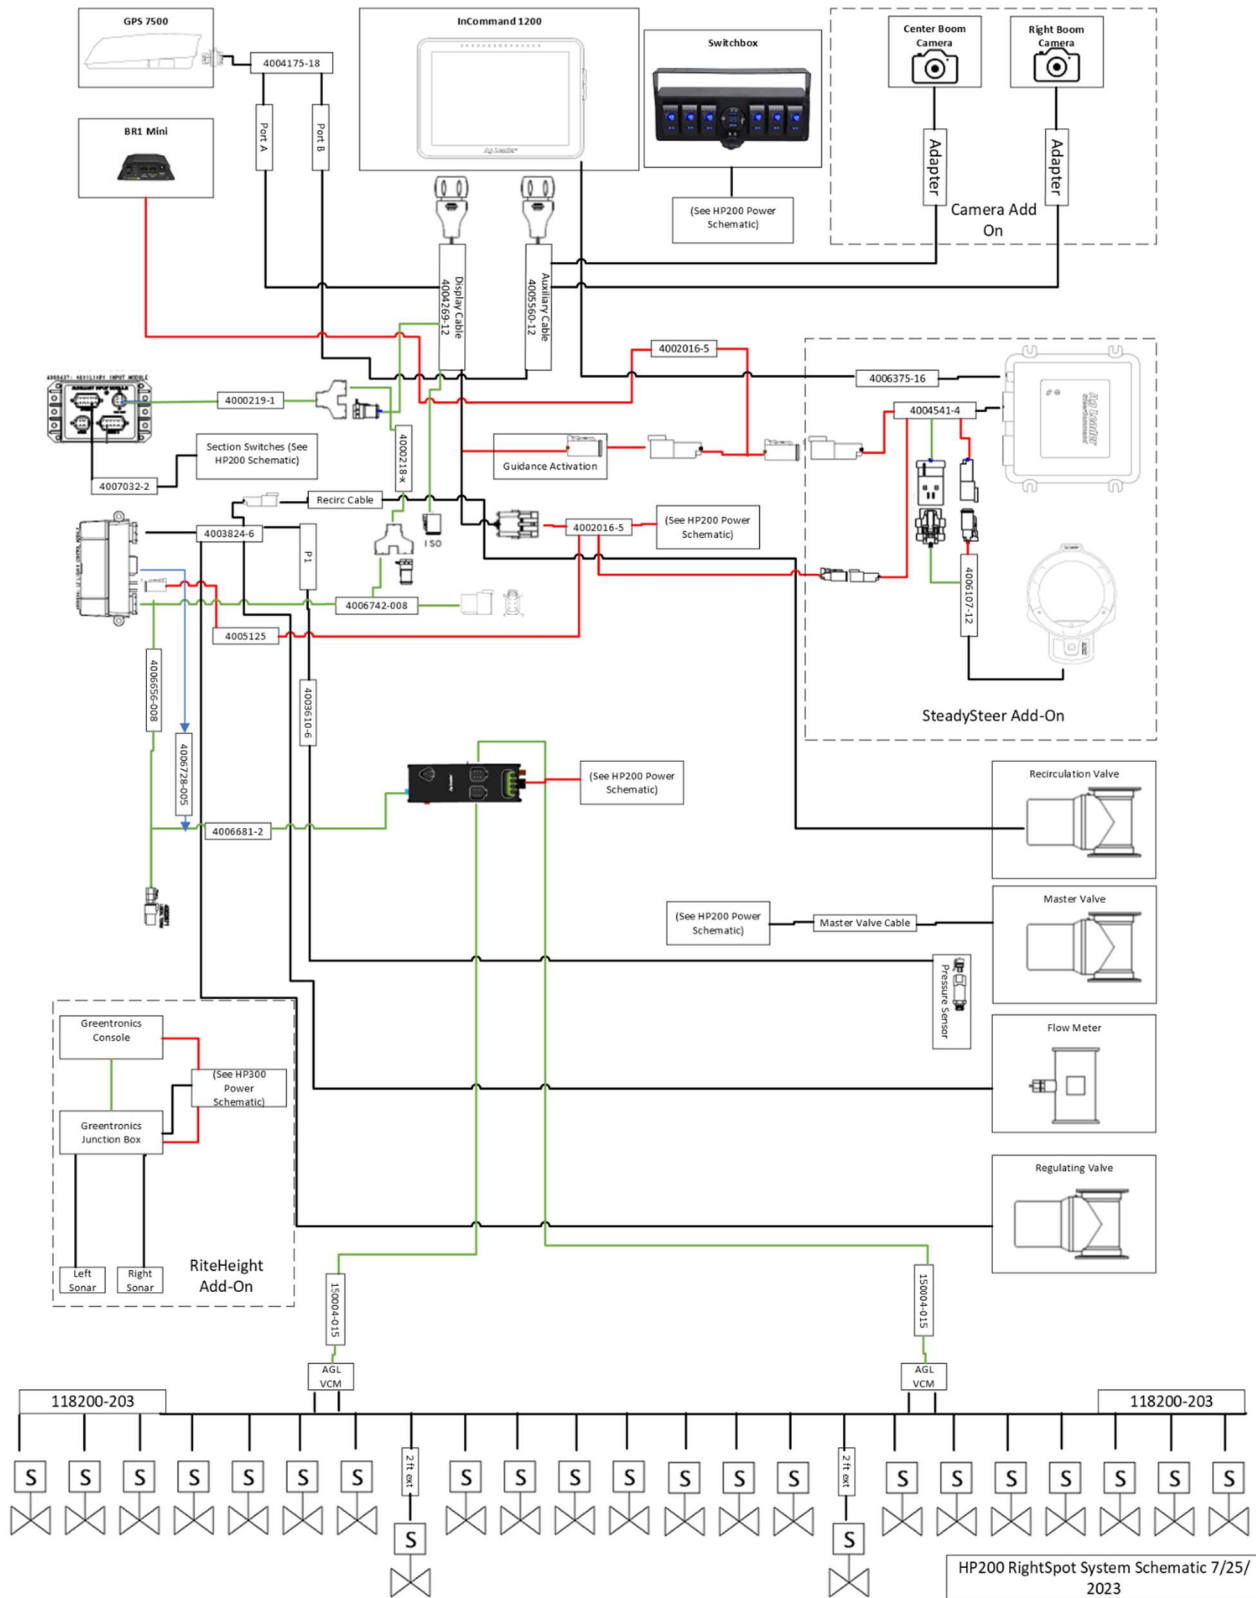 GPS 7500
InCommand 1200
Switchbox
Center Boom
Camera
Right Boom
Camera
4004175-18
BR1 Mini
Port A
Port B
Ag Leader
Adapter
Adapter
(See HP200 Power
Schematic)
Camera Add
On
Display Cable
4004269-12
Auxiliary Cable
4005560-12
4002016-5
4006375-16
AUXILIARY INPUT MODULE
4000219-1
4004541-4
Ag Leader
Section Switches (See
HP200 Schematic)
4000218-x
Guidance Activation
4007032-2
Recirc Cable
ISO
4003824-6
P1
4002016-5
(See HP200 Power
Schematic)
4006742-008
4006107-12
4005125
4006656-008
4003610-6
SteadySteer Add-On
4006728-005
(See HP200 Power
Schematic)
Recirculation Valve
4006681-2
Master Valve
(See HP200 Power
Schematic)
Master Valve Cable
Pressure Sensor
Greentronics
Console
Flow Meter
(See HP300
Power
Schematic)
Greentronics
Junction Box
Regulating Valve
RiteHeight
Add-On
Left
Sonar
Right
Sonar
150004-015
150004-015
AGL
VCM
AGL
VCM
118200-203
118200-203
2 ft ext
2 ft ext
S S S S S S S S S S S S S S S S S S S S S
S S
HP200 RightSpot System Schematic 7/25/
2023